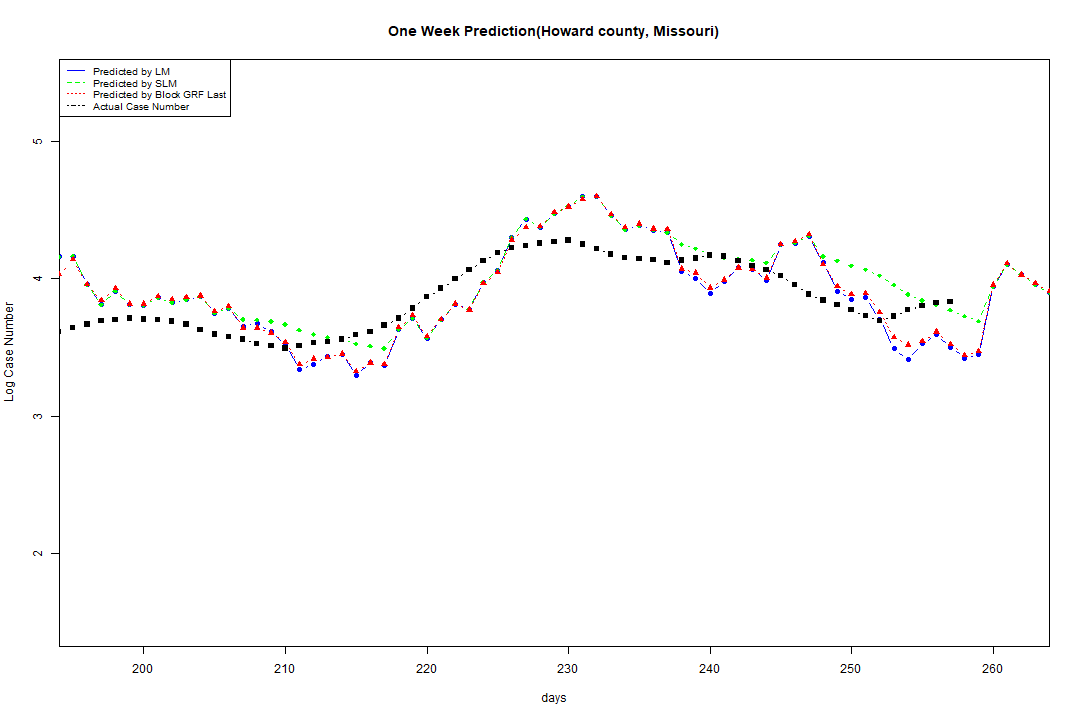 One Week Prediction(Howard county, Missouri)
Predicted by LM
Predicted by SLM
Predicted by Block GRF Last
Actual Case Number
5
4
3
2
Log Case Number
200 210 220 230 240 250 260
days